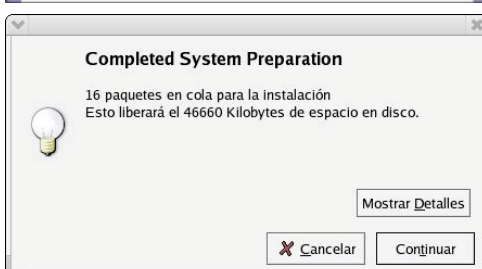 Completed System Preparation
16 paquetes en cola para la instalación
Esto liberará el 46660 Kilobytes de espacio en disco.
Mostrar Detalles
Cancelar
Continuar